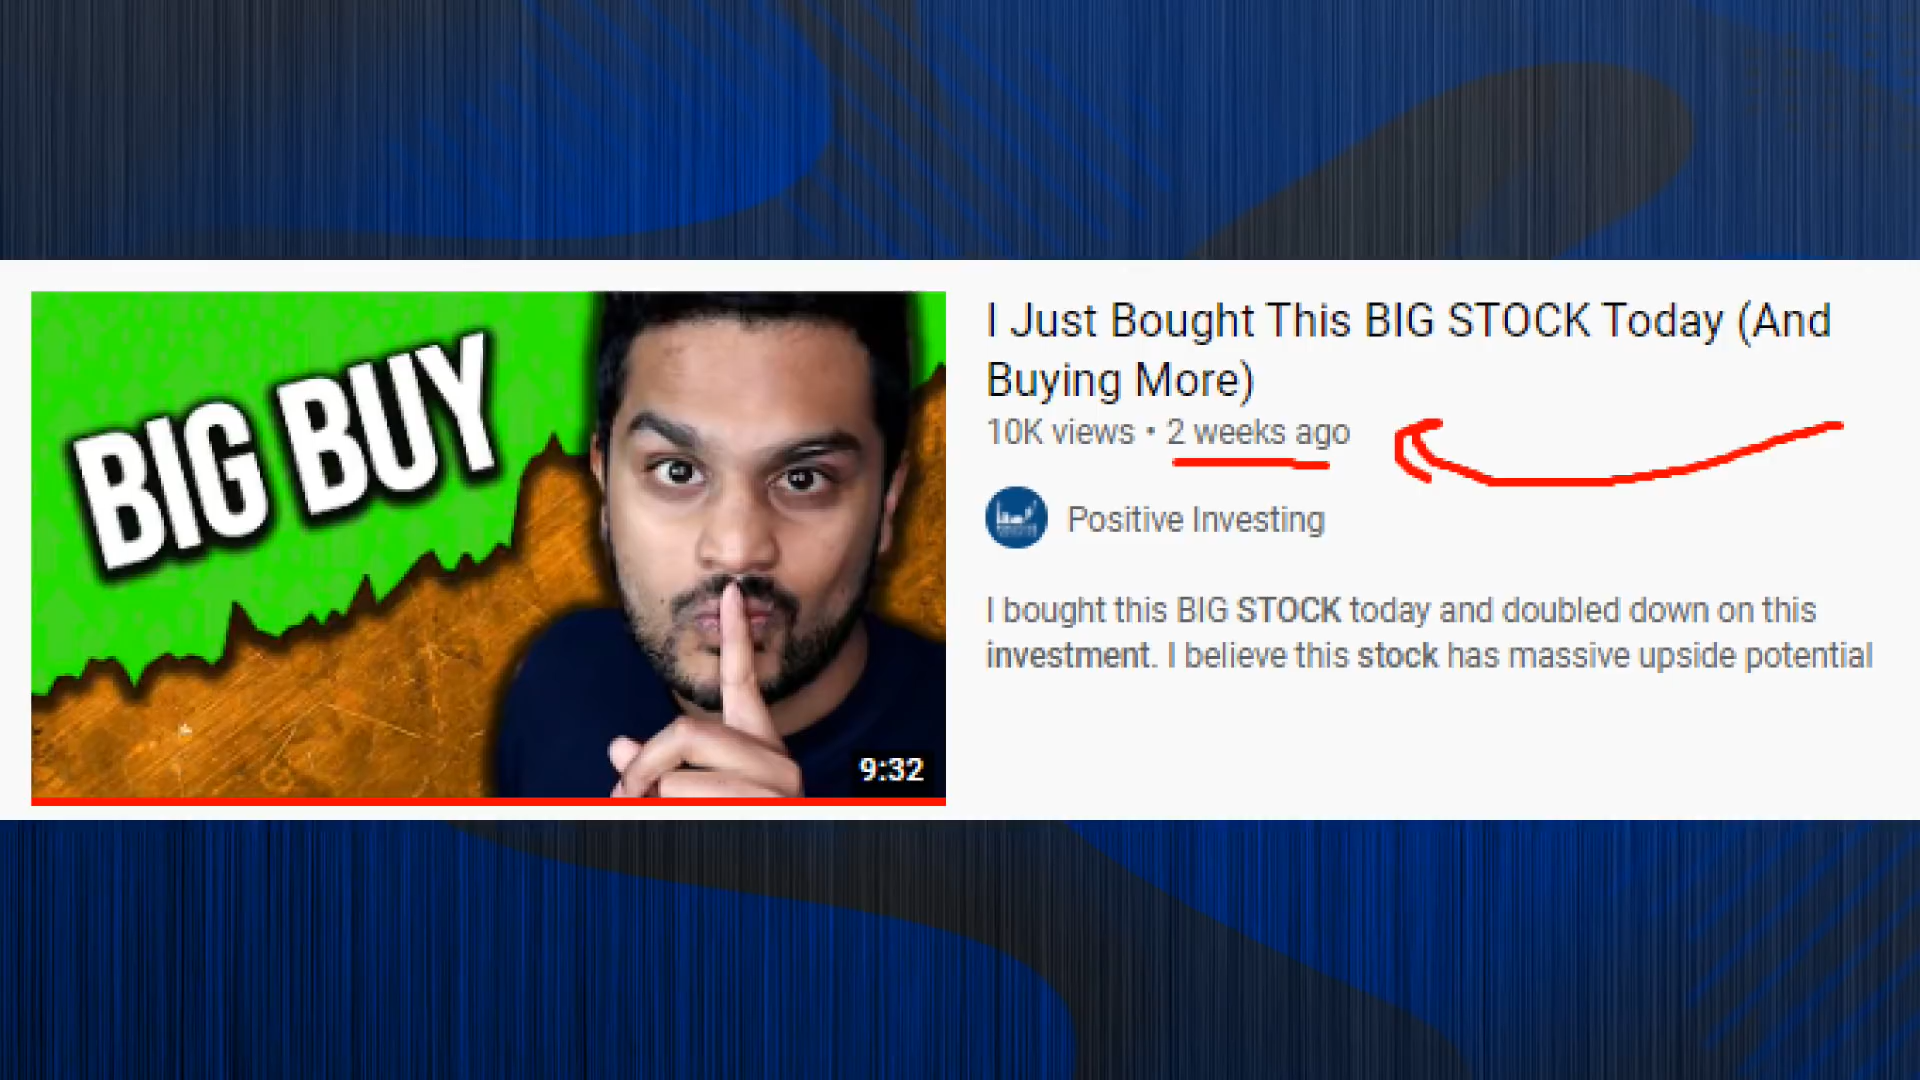 BIG BUY
9:32
I Just Bought This BIG STOCK Today (And
Buying More)
10K views • 2 weeks ago
Positive Investing
I bought this BIG STOCK today and doubled down on this
investment. I believe this stock has massive upside potential